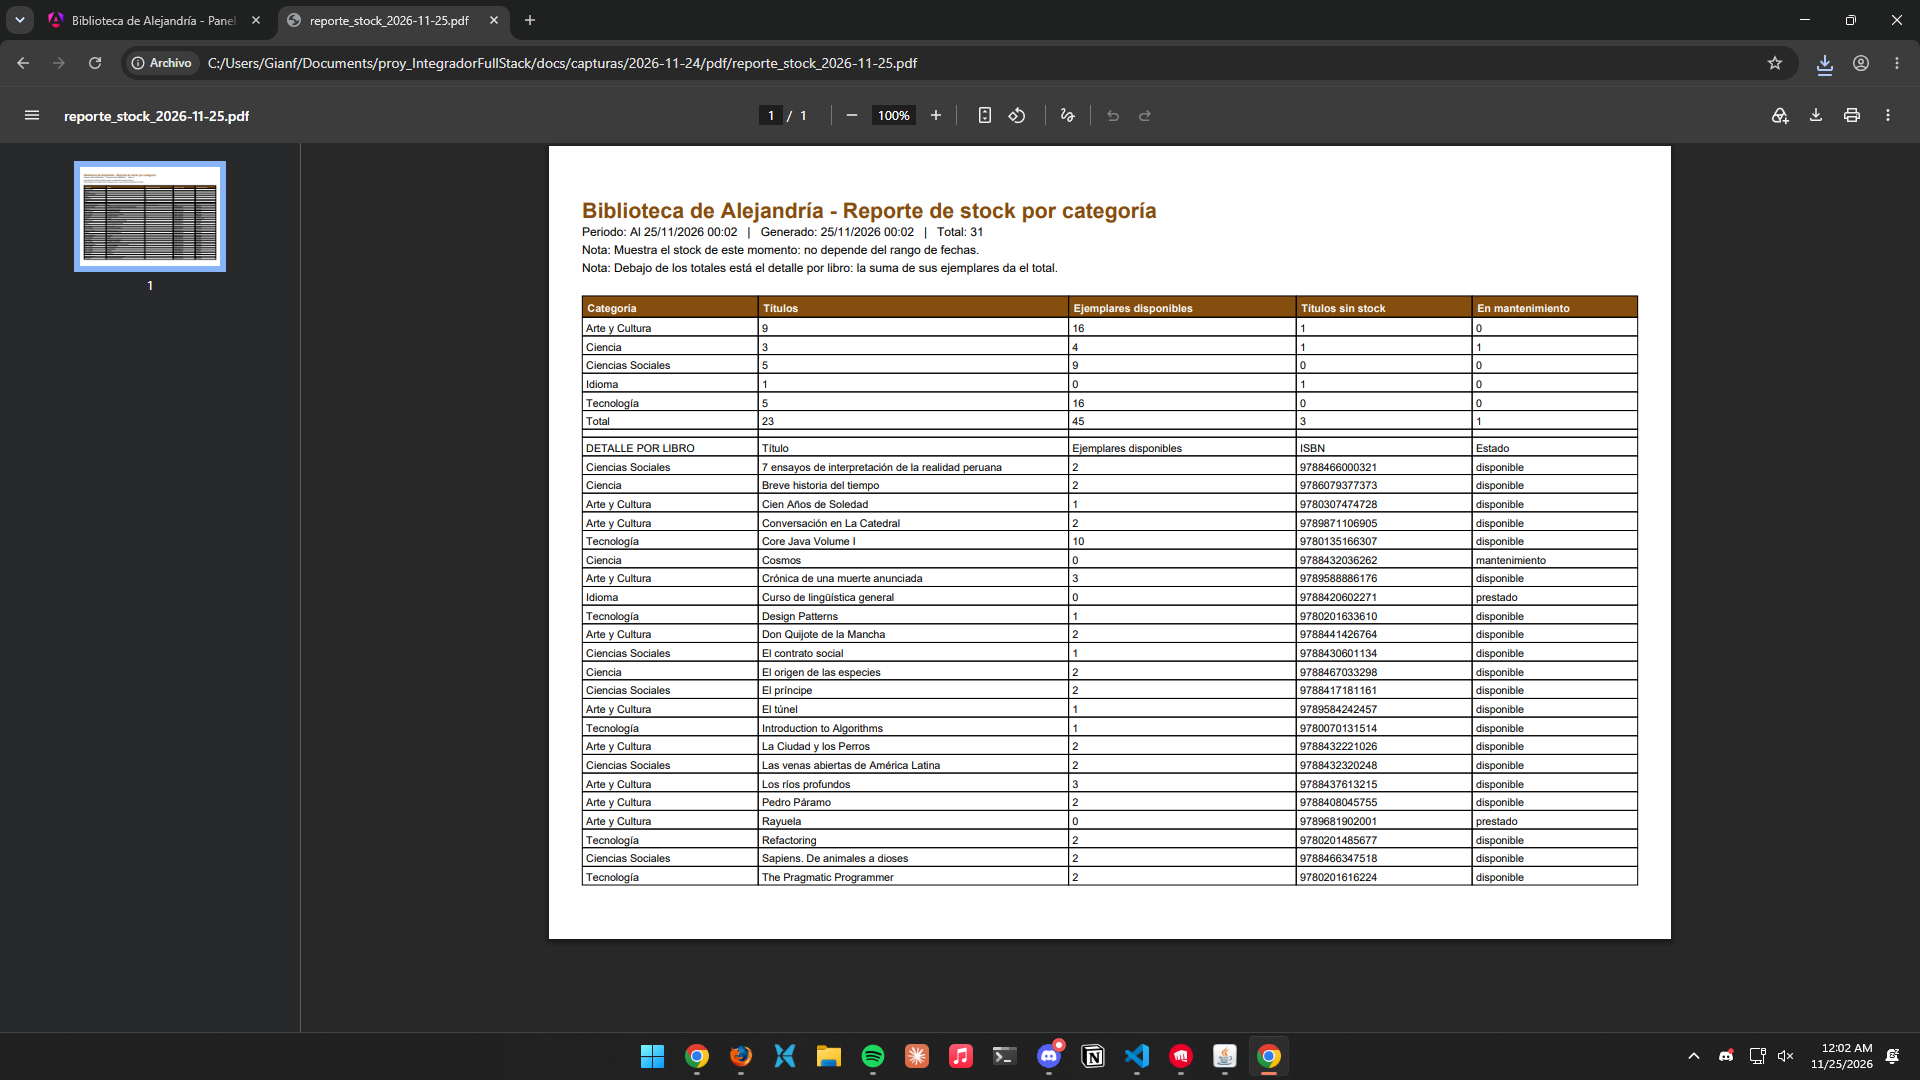 Biblioteca de Alejandría - Panel
reporte_stock_2026-11-25.pdf
Archivo
C:/Users/Gianf/Documents/proy_IntegradorFullStack/docs/capturas/2026-11-24/pdf/reporte_stock_2026-11-25.pdf
reporte_stock_2026-11-25.pdf
1 / 1
100%
1
Biblioteca de Alejandría - Reporte de stock por categoría
Periodo: Al 25/11/2026 00:02 | Generado: 25/11/2026 00:02 | Total: 31
Nota: Muestra el stock de este momento: no depende del rango de fechas.
Nota: Debajo de los totales está el detalle por libro: la suma de sus ejemplares da el total.
Categoría Títulos Ejemplares disponibles Títulos sin stock En mantenimiento
Arte y Cultura 9 16 1 0
Ciencia 3 4 1 1
Ciencias Sociales 5 9 0 0
Idioma 1 0 1 0
Tecnología 5 16 0 0
Total 23 45 3 1
DETALLE POR LIBRO Título Ejemplares disponibles ISBN Estado
Ciencias Sociales 7 ensayos de interpretación de la realidad peruana 2 9788466000321 disponible
Ciencia Breve historia del tiempo 2 9786079377373 disponible
Arte y Cultura Cien Años de Soledad 1 9780307474728 disponible
Arte y Cultura Conversación en La Catedral 2 9789871106905 disponible
Tecnología Core Java Volume I 10 9780135166307 disponible
Ciencia Cosmos 0 9788432036262 mantenimiento
Arte y Cultura Crónica de una muerte anunciada 3 9789588886176 disponible
Idioma Curso de lingüística general 0 9788420602271 prestado
Tecnología Design Patterns 1 9780201633610 disponible
Arte y Cultura Don Quijote de la Mancha 2 9788441426764 disponible
Ciencias Sociales El contrato social 1 9788430601134 disponible
Ciencia El origen de las especies 2 9788467033298 disponible
Ciencias Sociales El príncipe 2 9788417181161 disponible
Arte y Cultura El túnel 1 9789584242457 disponible
Tecnología Introduction to Algorithms 1 9780070131514 disponible
Arte y Cultura La Ciudad y los Perros 2 9788432221026 disponible
Ciencias Sociales Las venas abiertas de América Latina 2 9788432320248 disponible
Arte y Cultura Los ríos profundos 3 9788437613215 disponible
Arte y Cultura Pedro Páramo 2 9788408045755 disponible
Arte y Cultura Rayuela 0 9789681902001 prestado
Tecnología Refactoring 2 9780201485677 disponible
Ciencias Sociales Sapiens. De animales a dioses 2 9788466347518 disponible
Tecnología The Pragmatic Programmer 2 9780201616224 disponible
12:02 AM
11/25/2026